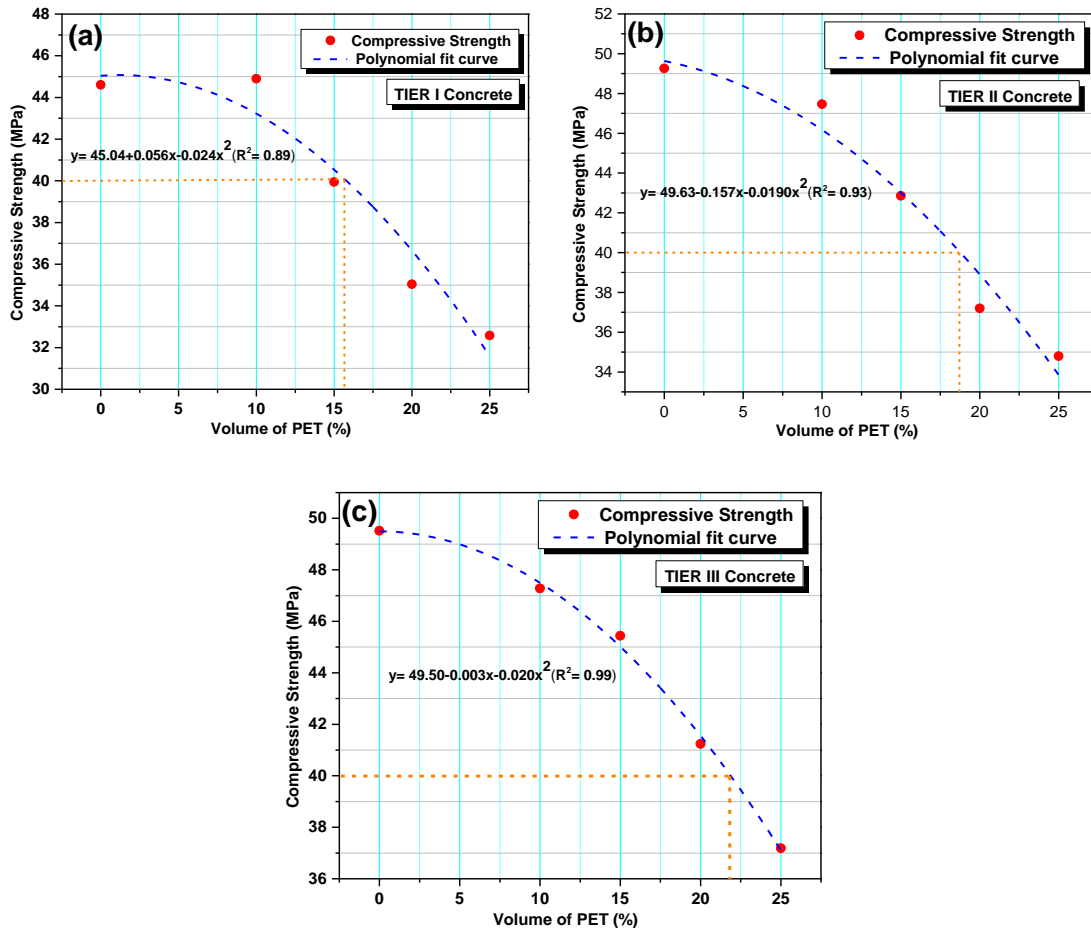 (a)
Compressive Strength
Polynomial fit curve
TIER I Concrete
y= 45.04+0.056x-0.024x2(R2= 0.89)
48
46
44
42
40
38
36
34
32
30
Compressive Strength (MPa)
0 5 10 15 20 25
Volume of PET (%)
(b)
Compressive Strength
Polynomial fit curve
TIER II Concrete
y= 49.63-0.157x-0.0190x2(R2= 0.93)
52
50
48
46
44
42
40
38
36
34
Compressive Strength (MPa)
0 5 10 15 20 25
Volume of PET (%)
(c)
Compressive Strength
Polynomial fit curve
TIER III Concrete
y= 49.50-0.003x-0.020x2(R2= 0.99)
50
48
46
44
42
40
38
36
Compressive Strength (MPa)
0 5 10 15 20 25
Volume of PET (%)